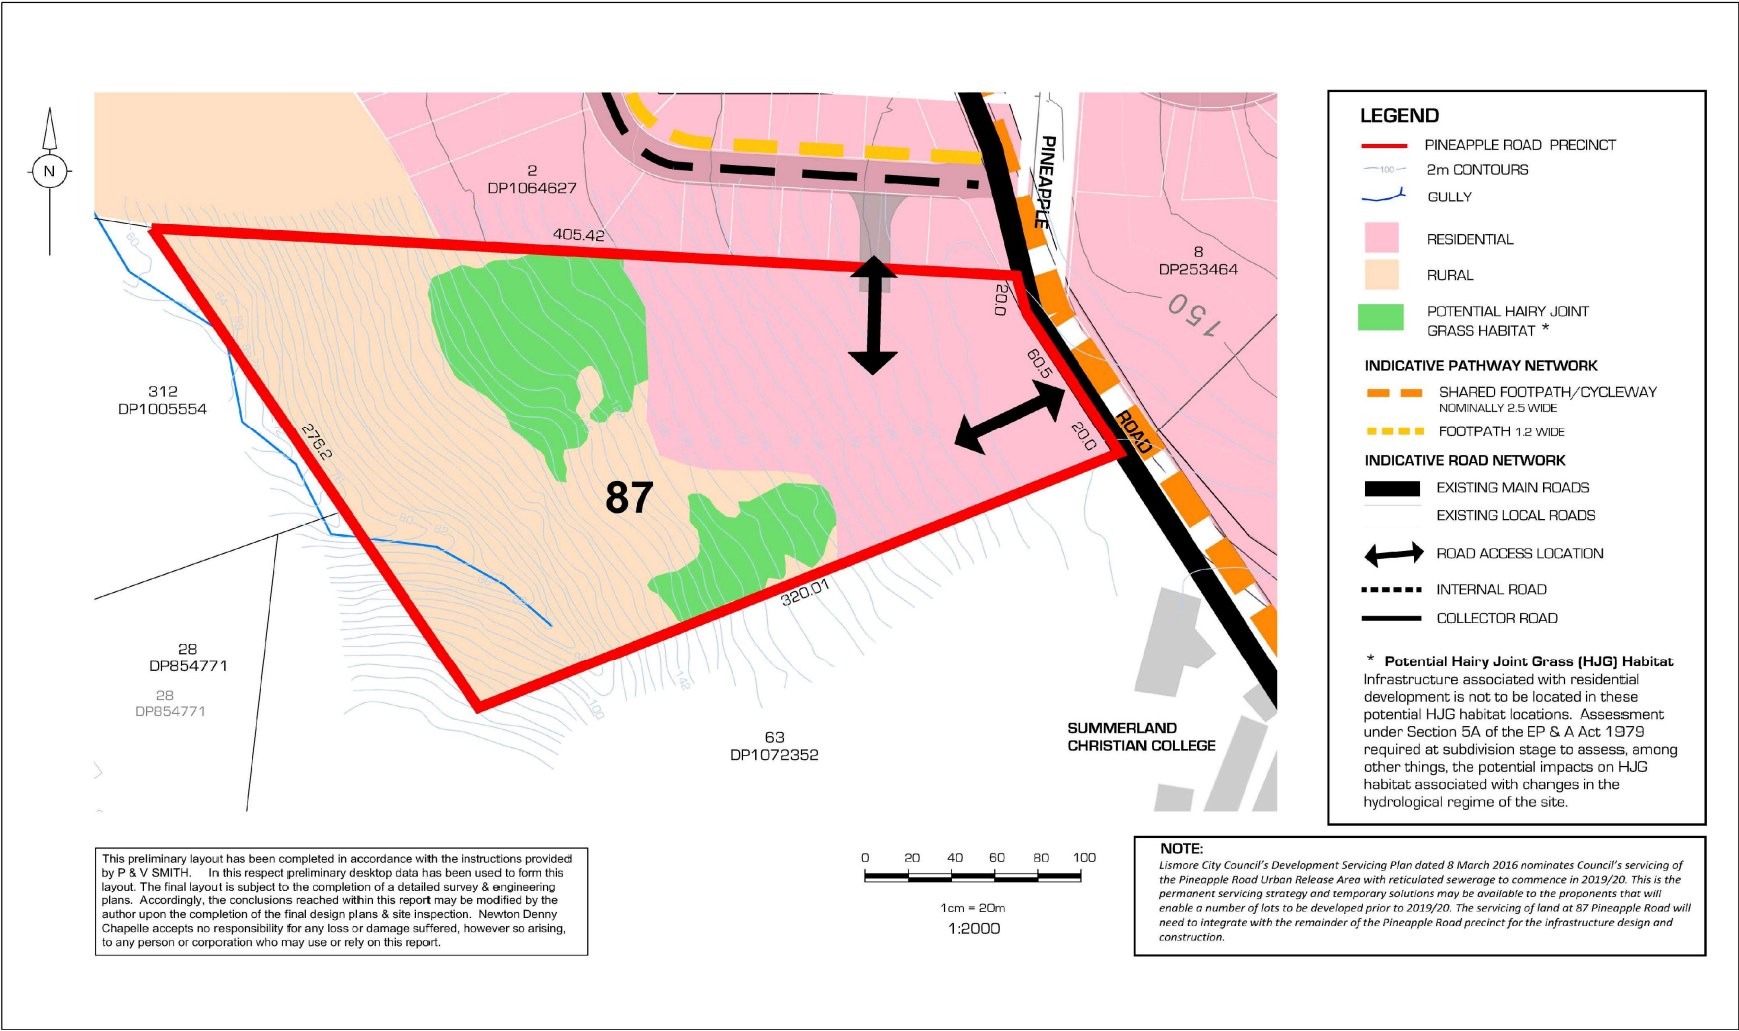 N
2
DP1064627
405.42
PINEAPPLE
8
DP253464
150
20.0
60.5
20.0
ROAD
312
DP1005554
276.2
87
320.01
80
82
142
100
28
DP854771
28
DP854771
63
DP1072352
SUMMERLAND
CHRISTIAN COLLEGE
LEGEND
PINEAPPLE ROAD PRECINCT
100
2m CONTOURS
GULLY
RESIDENTIAL
RURAL
POTENTIAL HAIRY JOINT
GRASS HABITAT *
INDICATIVE PATHWAY NETWORK
SHARED FOOTPATH/CYCLEWAY
NOMINALLY 2.5 WIDE
FOOTPATH 1.2 WIDE
INDICATIVE ROAD NETWORK
EXISTING MAIN ROADS
EXISTING LOCAL ROADS
ROAD ACCESS LOCATION
INTERNAL ROAD
COLLECTOR ROAD
* Potential Hairy Joint Grass (HJG) Habitat
Infrastructure associated with residential
development is not to be located in these
potential HJG habitat locations. Assessment
under Section 5A of the EP & A Act 1979
required at subdivision stage to assess, among
other things, the potential impacts on HJG
habitat associated with changes in the
hydrological regime of the site.
This preliminary layout has been completed in accordance with the instructions provided
by P & V SMITH. In this respect preliminary desktop data has been used to form this
layout. The final layout is subject to the completion of a detailed survey & engineering
plans. Accordingly, the conclusions reached within this report may be modified by the
author upon the completion of the final design plans & site inspection. Newton Denny
Chapelle accepts no responsibility for any loss or damage suffered, however so arising,
to any person or corporation who may use or rely on this report.
0 20 40 60 80 100
1cm = 20m
1:2000
NOTE:
Lismore City Council's Development Servicing Plan dated 8 March 2016 nominates Council's servicing of
the Pineapple Road Urban Release Area with reticulated sewerage to commence in 2019/20. This is the
permanent servicing strategy and temporary solutions may be available to the proponents that will
enable a number of lots to be developed prior to 2019/20. The servicing of land at 87 Pineapple Road will
need to integrate with the remainder of the Pineapple Road precinct for the infrastructure design and
construction.